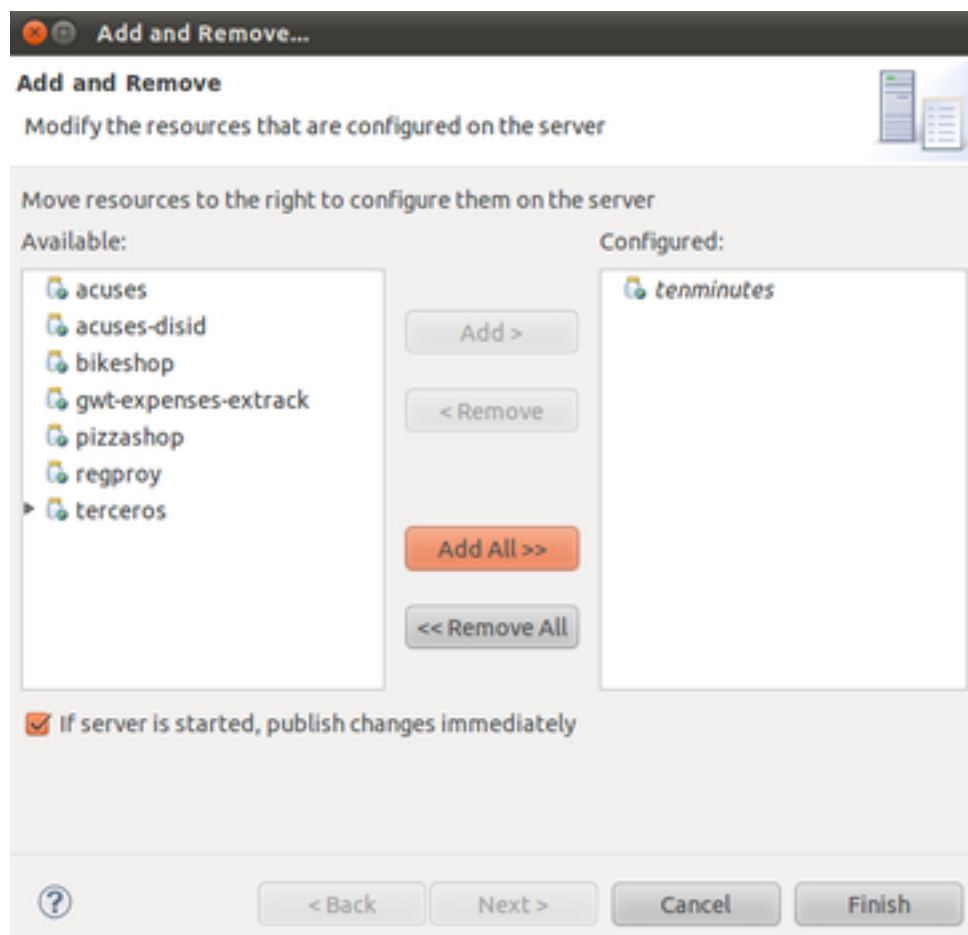 Add and Remove...
Add and Remove
Modify the resources that are configured on the server
Move resources to the right to configure them on the server
Available:
Configured:
acuses
acuses-disid
bikeshop
gwt-expenses-extrack
pizzashop
regproy
terceros
Add >
< Remove
Add All >>
<< Remove All
tenminutes
If server is started, publish changes immediately
?
< Back
Next >
Cancel
Finish